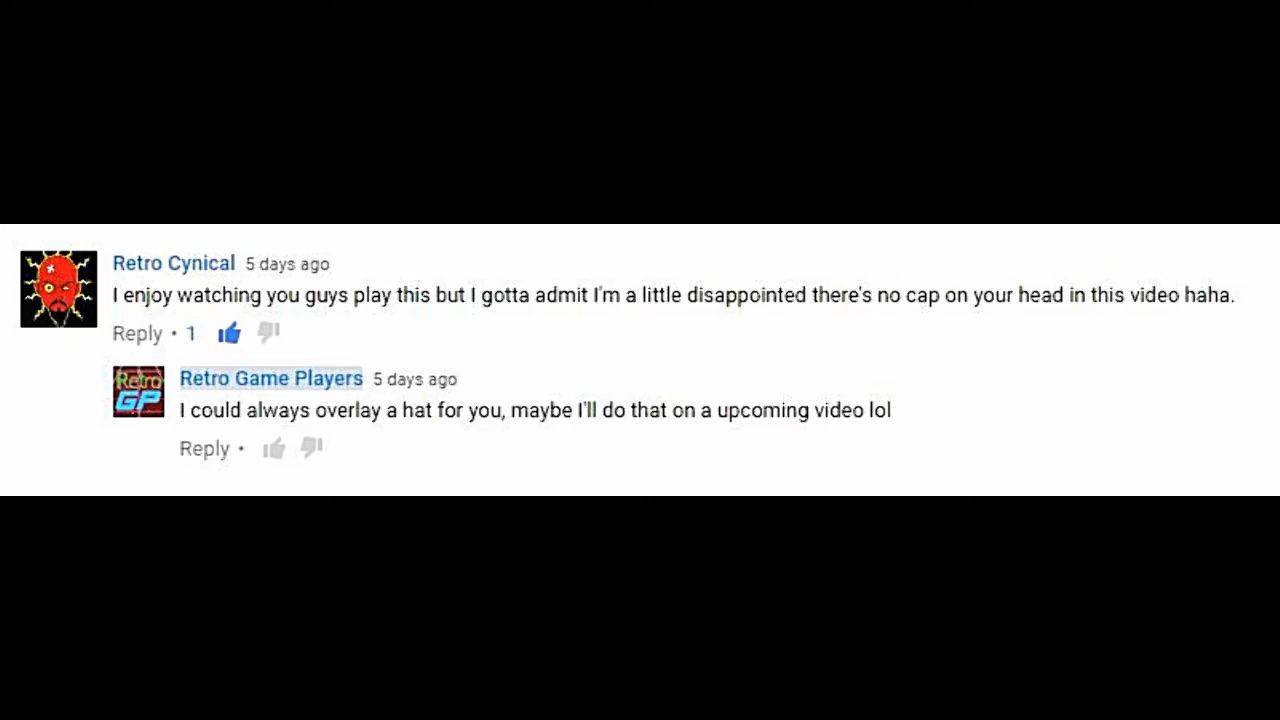 Retro Cynical 5 days ago
I enjoy watching you guys play this but I gotta admit I'm a little disappointed there's no cap on your head in this video haha.
Reply • 1
Retro GP
Retro Game Players 5 days ago
I could always overlay a hat for you, maybe I'll do that on a upcoming video lol
Reply •